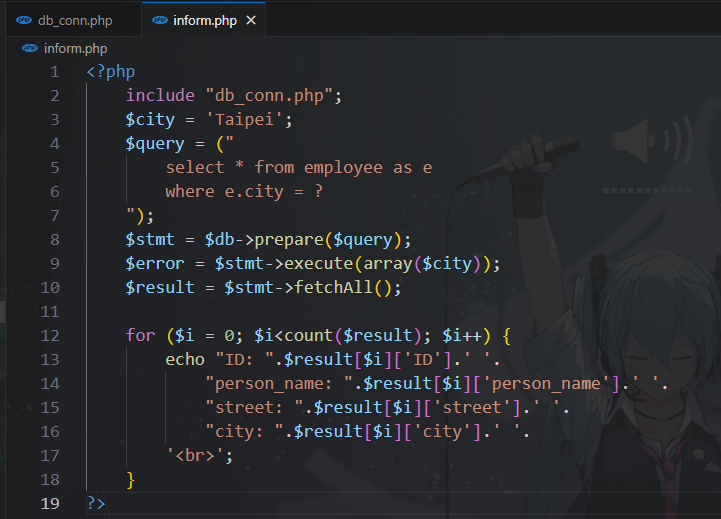 db_conn.php inform.php
inform.php
1 <?php
2 include "db_conn.php";
3 $city = 'Taipei';
4 $query = ("
5 select * from employee as e
6 where e.city = ?
7 ");
8 $stmt = $db->prepare($query);
9 $error = $stmt->execute(array($city));
10 $result = $stmt->fetchAll();
11
12 for ($i = 0; $i<count($result); $i++) {
13 echo "ID: ".$result[$i]['ID'].' '.
14 "person_name: ".$result[$i]['person_name'].' '.
15 "street: ".$result[$i]['street'].' '.
16 "city: ".$result[$i]['city'].' '.
17 '<br>';
18 }
19 ?>